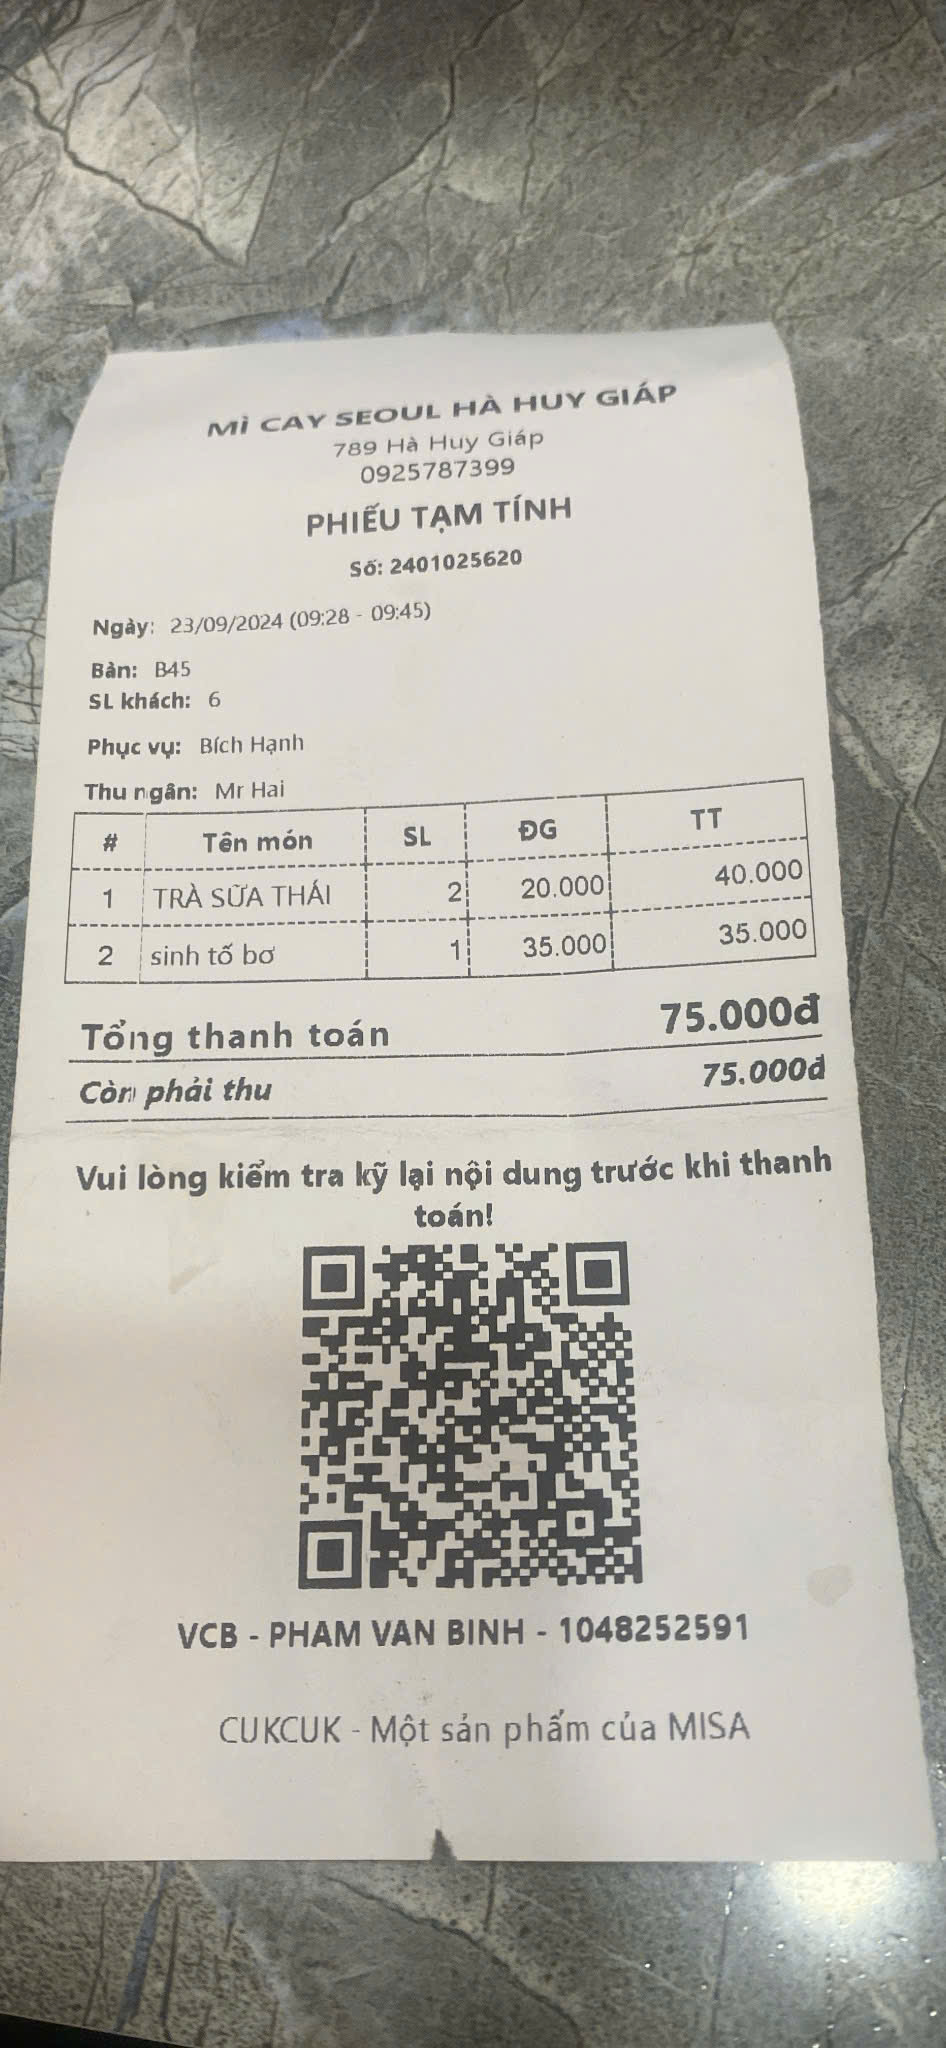 MÌ CAY SEOUL HÀ HUY GIÁP
789 Hà Huy Giáp
0925787399
PHIẾU TẠM TÍNH
Số: 2401025620
Ngày: 23/09/2024 (09:28 - 09:45)
Bàn: B45
SL khách: 6
Phục vụ: Bích Hạnh
Thu ngân: Mr Hai
# Tên món SL ĐG TT
1 TRÀ SỮA THÁI 2 20.000 40.000
2 sinh tố bơ 1 35.000 35.000
Tổng thanh toán 75.000đ
Còn phải thu 75.000đ
Vui lòng kiểm tra kỹ lại nội dung trước khi thanh
toán!
VCB - PHAM VAN BINH - 1048252591
CUKCUK - Một sản phẩm của MISA